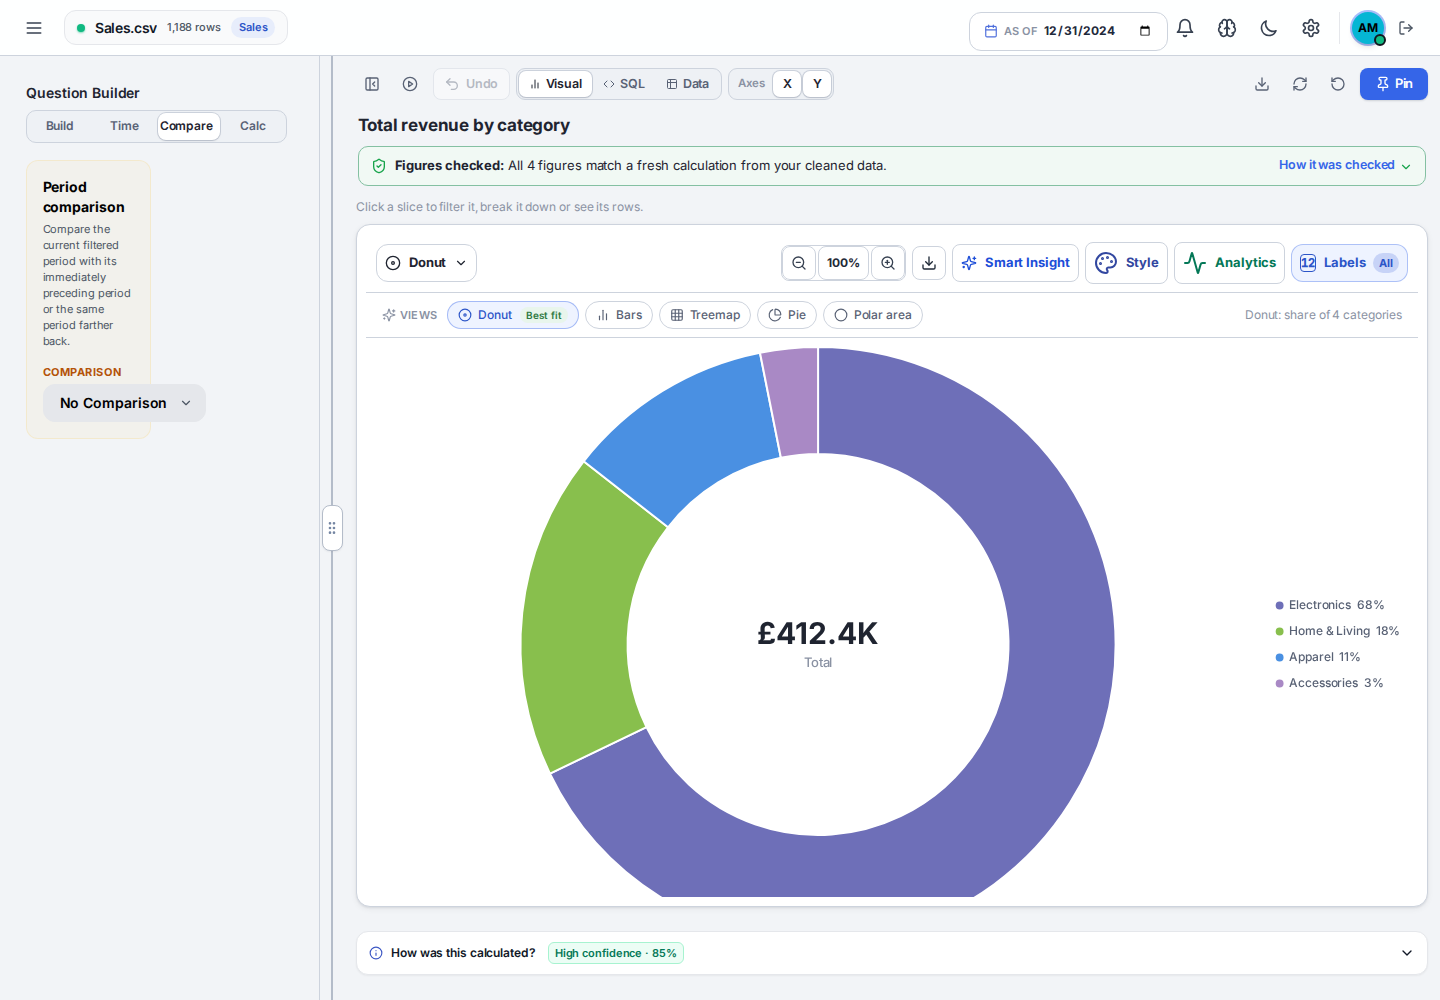 Sales.csv 1,188 rows Sales
AS OF 12/31/2024
AM
Question Builder
Build Time Compare Calc
Period
comparison
Compare the
current filtered
period with its
immediately
preceding period
or the same
period farther
back.
COMPARISON
No Comparison
Undo Visual SQL Data Axes X Y
Pin
Total revenue by category
Figures checked: All 4 figures match a fresh calculation from your cleaned data.
How it was checked
Click a slice to filter it, break it down or see its rows.
Donut
100% Smart Insight Style Analytics 12 Labels All
VIEWS Donut Best fit Bars Treemap Pie Polar area
Donut: share of 4 categories
£412.4K
Total
Electronics 68%
Home & Living 18%
Apparel 11%
Accessories 3%
How was this calculated? High confidence · 85%